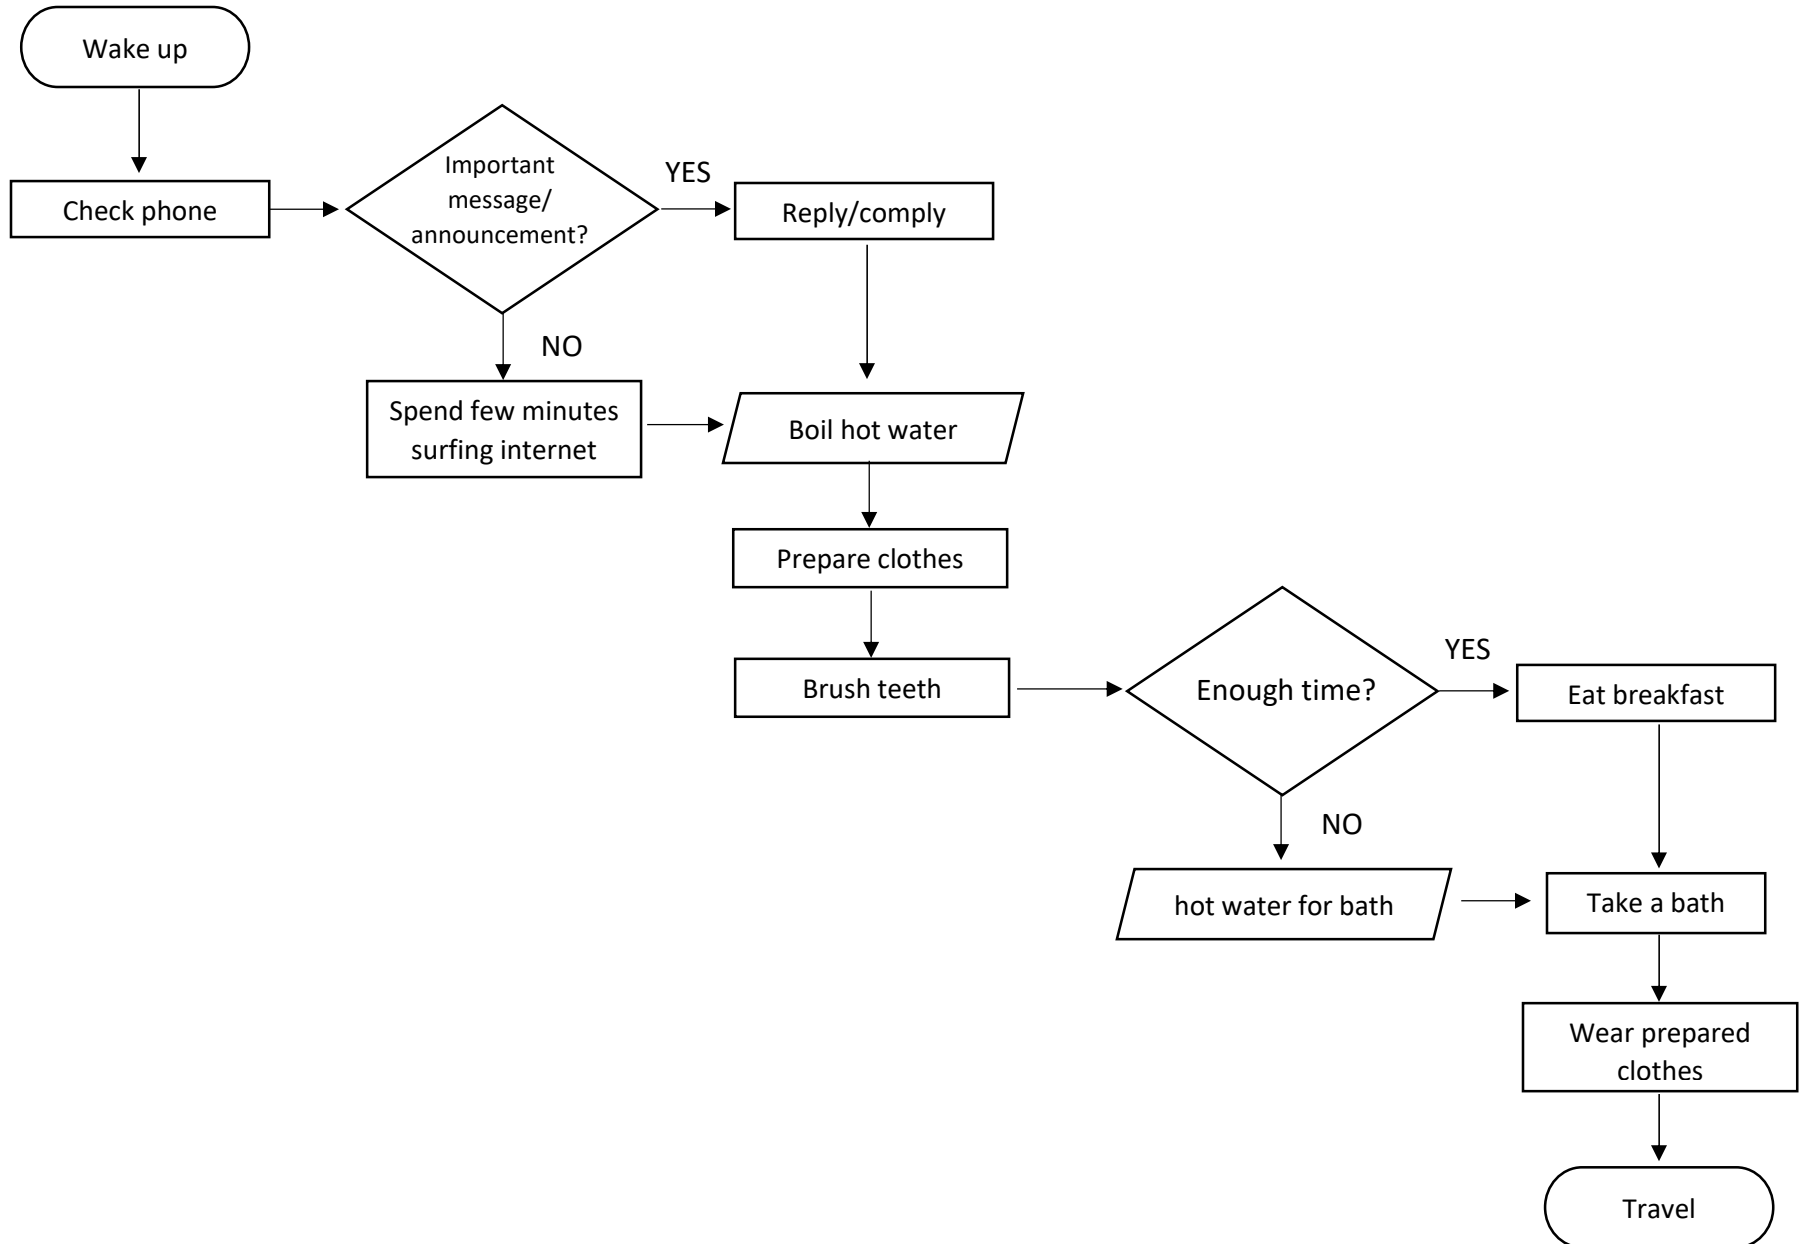 Wake up
Check phone
Important
message/
announcement?
YES
Reply/comply
NO
Spend few minutes
surfing internet
Boil hot water
Prepare clothes
Brush teeth
Enough time?
YES
Eat breakfast
NO
hot water for bath
Take a bath
Wear prepared
clothes
Travel